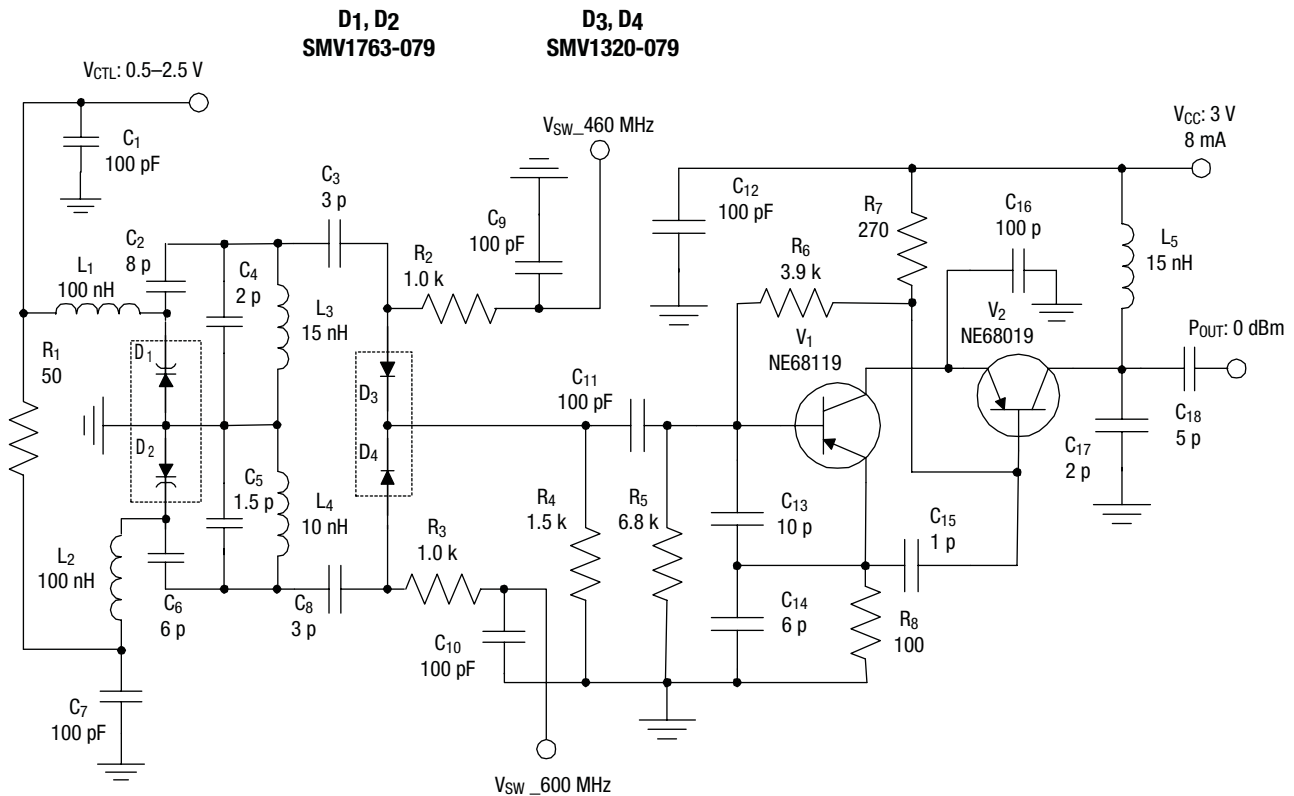 D1, D2
SMV1763-079
D3, D4
SMV1320-079
VCTL: 0.5–2.5 V
C1
100 pF
VSW_460 MHz
VCC: 3 V
8 mA
C2
8 p
C3
3 p
C9
100 pF
C12
100 pF
R7
270
C16
100 p
L1
100 nH
C4
2 p
L3
15 nH
R2
1.0 k
R6
3.9 k
L5
15 nH
R1
50
D1
D2
D3
D4
C11
100 pF
V1
NE68119
V2
NE68019
POUT: 0 dBm
C18
5 p
C17
2 p
L2
100 nH
C5
1.5 p
L4
10 nH
R3
1.0 k
R4
1.5 k
R5
6.8 k
C13
10 p
C15
1 p
C6
6 p
C8
3 p
C10
100 pF
C14
6 p
R8
100
C7
100 pF
VSW _600 MHz